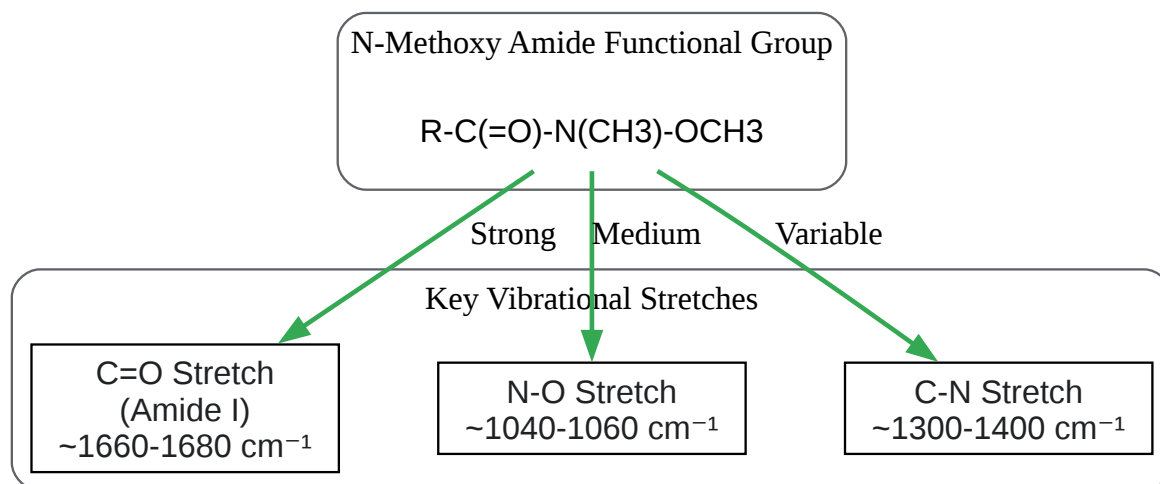 N-Methoxy Amide Functional Group
R-C(=O)-N(CH3)-OCH3
Strong
Medium
Variable
Key Vibrational Stretches
C=O Stretch
(Amide I)
~1660-1680 cm⁻¹
N-O Stretch
~1040-1060 cm⁻¹
C-N Stretch
~1300-1400 cm⁻¹